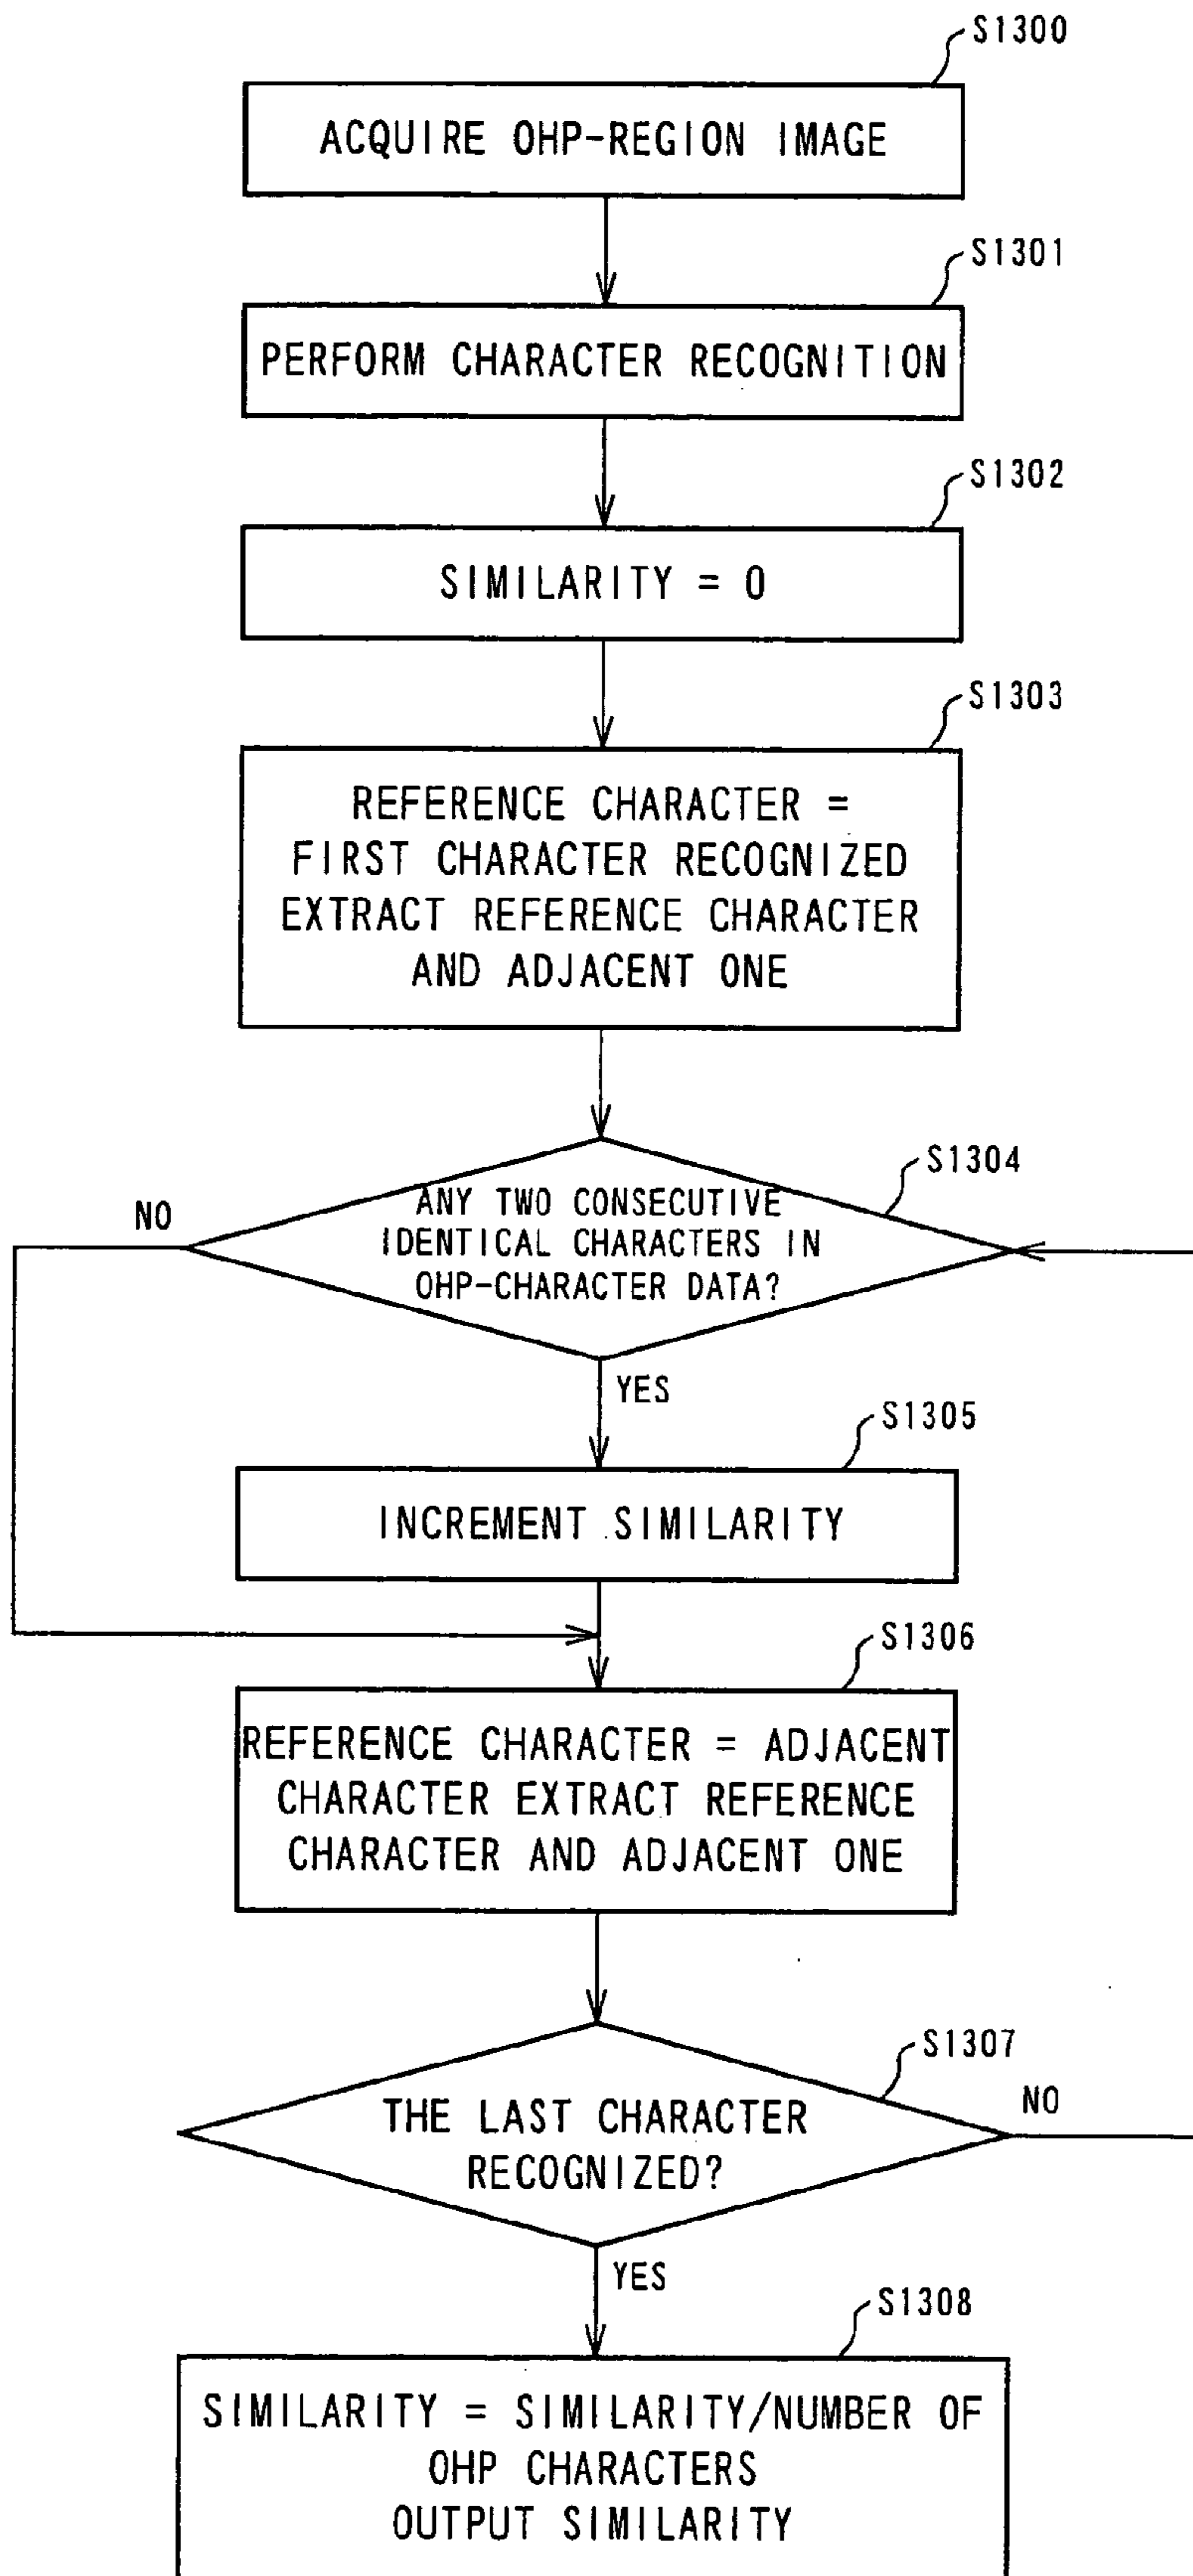 S1300
ACQUIRE OHP-REGION IMAGE
S1301
PERFORM CHARACTER RECOGNITION
S1302
SIMILARITY = 0
S1303
REFERENCE CHARACTER =
FIRST CHARACTER RECOGNIZED
EXTRACT REFERENCE CHARACTER
AND ADJACENT ONE
S1304
NO
ANY TWO CONSECUTIVE
IDENTICAL CHARACTERS IN
OHP-CHARACTER DATA?
YES
S1305
INCREMENT SIMILARITY
S1306
REFERENCE CHARACTER = ADJACENT
CHARACTER EXTRACT REFERENCE
CHARACTER AND ADJACENT ONE
S1307
NO
THE LAST CHARACTER
RECOGNIZED?
YES
S1308
SIMILARITY = SIMILARITY/NUMBER OF
OHP CHARACTERS
OUTPUT SIMILARITY